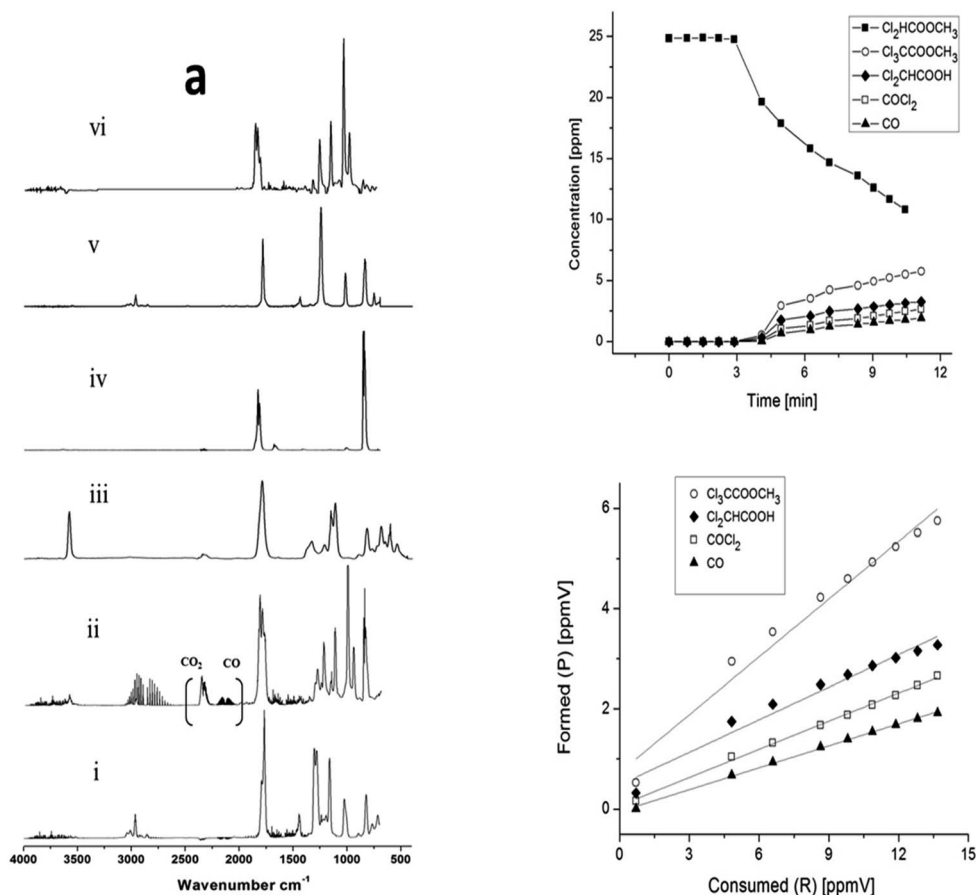 a
vi
v
iv
iii
ii
CO₂
CO
i
4000 3500 3000 2500 2000 1500 1000 500
Wavenumber cm⁻¹
Cl₂HCOOCH₃
Cl₃CCOOCH₃
Cl₂CHCOOH
COCl₂
CO
25
20
15
10
5
0
Concentration [ppm]
0 3 6 9 12
Time [min]
Cl₃CCOOCH₃
Cl₂CHCOOH
COCl₂
CO
6
4
2
0
Formed (P) [ppmV]
0 3 6 9 12 15
Consumed (R) [ppmV]